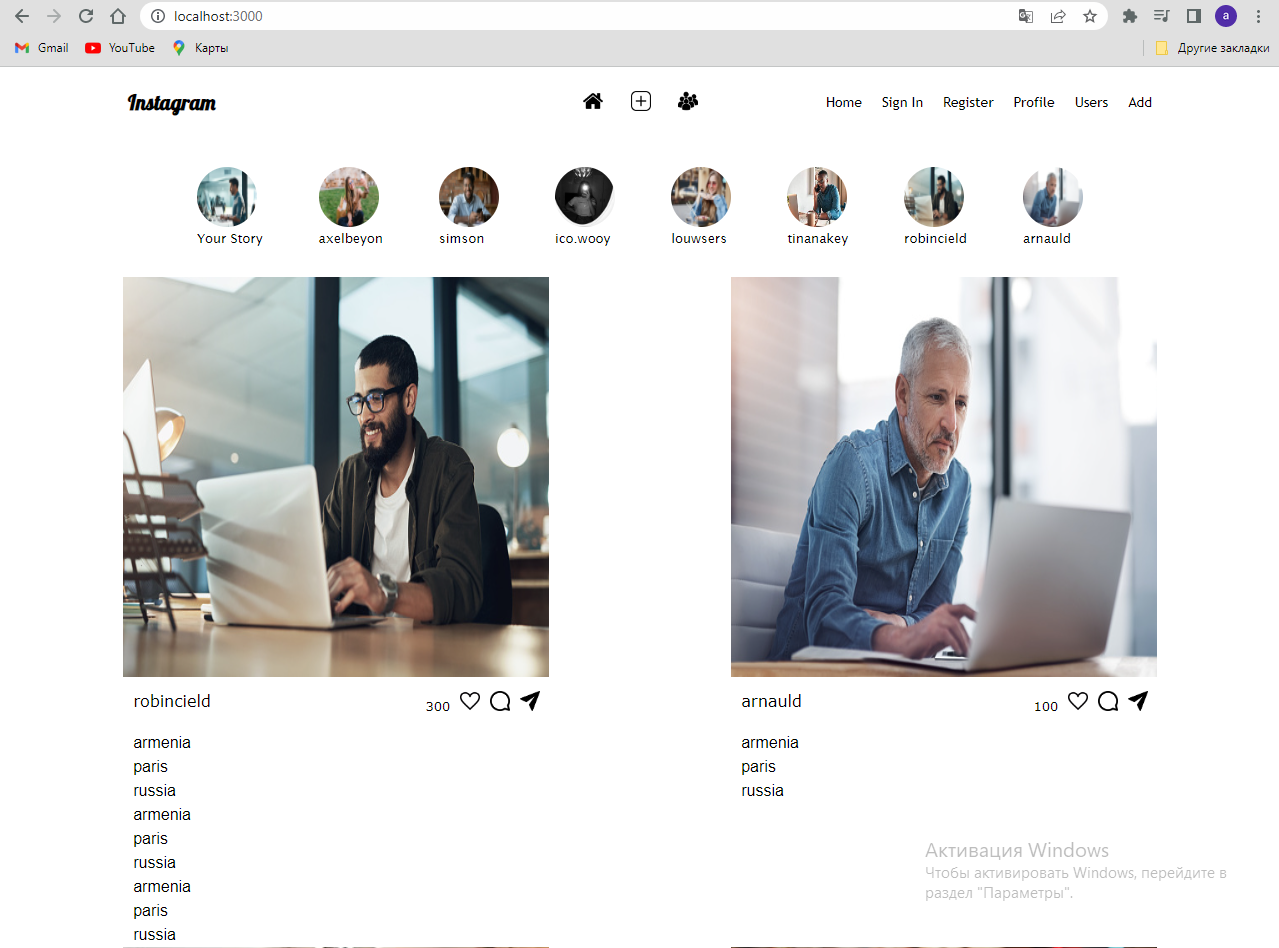 localhost:3000
Gmail YouTube Карты Другие закладки
Instagram Home Sign In Register Profile Users Add
Your Story axelbeyon simson ico.wooy louwsers tinanakey robincield arnauld
robincield 300
armenia
paris
russia
armenia
paris
russia
armenia
paris
russia
arnauld 100
armenia
paris
russia
a
Активация Windows
Чтобы активировать Windows, перейдите в
раздел "Параметры".